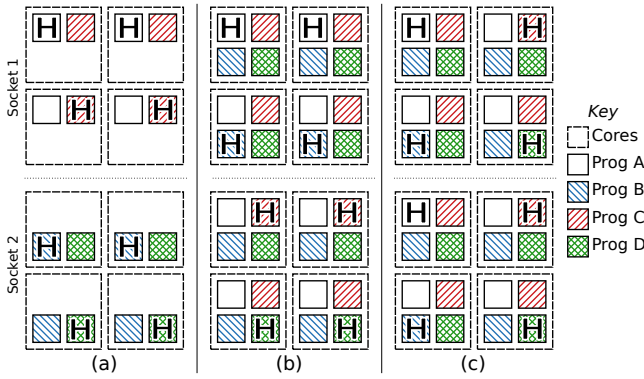 Socket 1
H H H H H
H
H H
H H H H
Key
Cores
Prog A
Prog B
Prog C
Prog D
Socket 2
H H H H
H H
H H H H H H
(a) (b) (c)